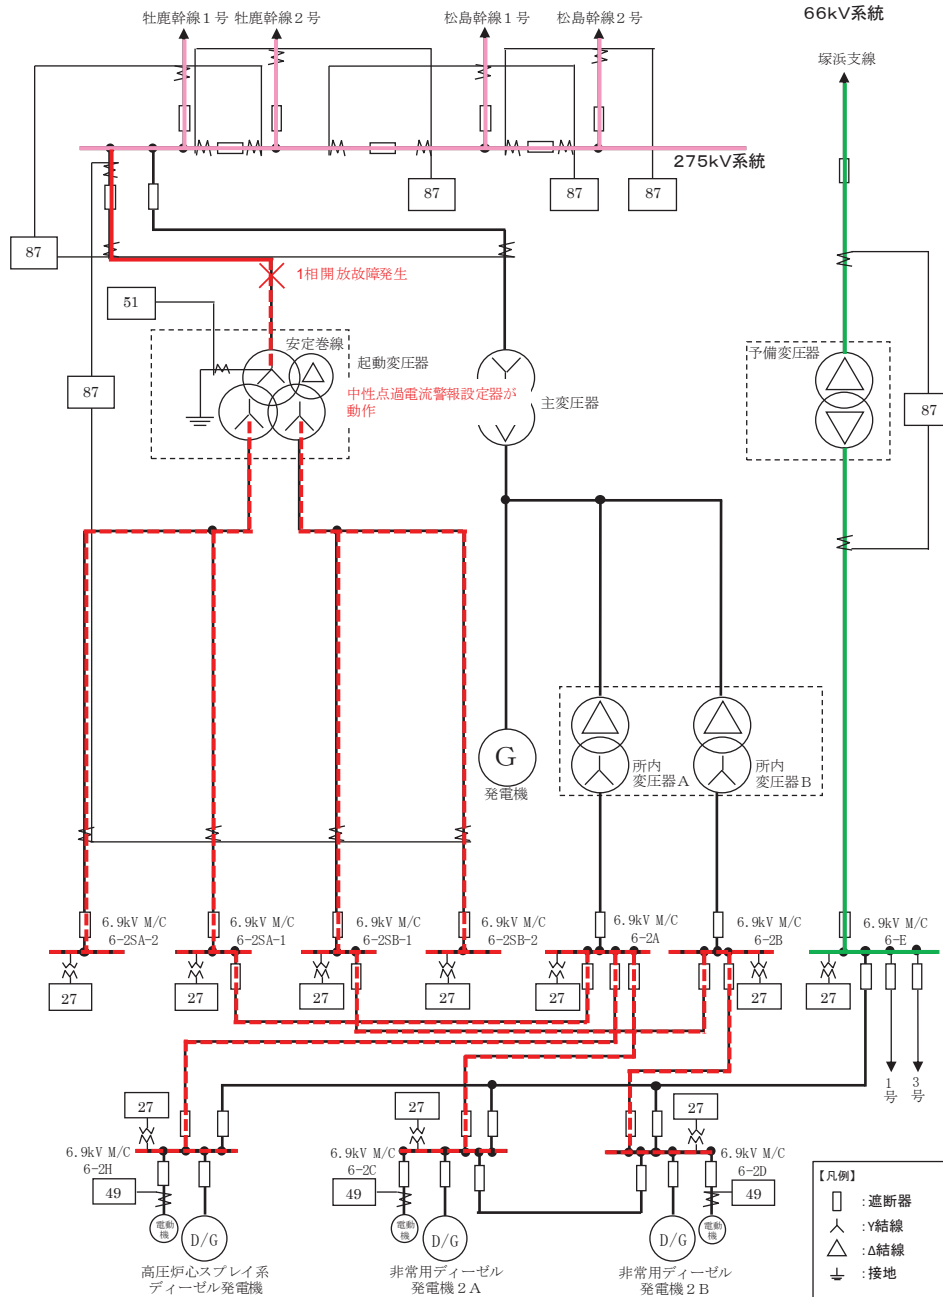 66kV系統
牡鹿幹線1号 牡鹿幹線2号 松島幹線1号 松島幹線2号
塚浜支線
275kV系統
87 87 87
87
1相開放故障発生
51
安定巻線
起動変圧器
予備変圧器
87
中性点過電流警報設定器が
動作
主変圧器
87
G
発電機
所内
変圧器A
所内
変圧器B
6.9kV M/C
6-2SA-2
6.9kV M/C
6-2SA-1
6.9kV M/C
6-2SB-1
6.9kV M/C
6-2SB-2
6.9kV M/C
6-2A
6.9kV M/C
6-2B
6.9kV M/C
6-E
27 27 27 27 27 27 27
1号
3号
27 27 27
6.9kV M/C
6-2H
6.9kV M/C
6-2C
6.9kV M/C
6-2D
49 49 49
電動機
D/G
電動機
D/G
D/G
電動機
高圧炉心スプレイ系
ディーゼル発電機
非常用ディーゼル
発電機2A
非常用ディーゼル
発電機2B
【凡例】
:遮断器
:Y結線
:Δ結線
:接地